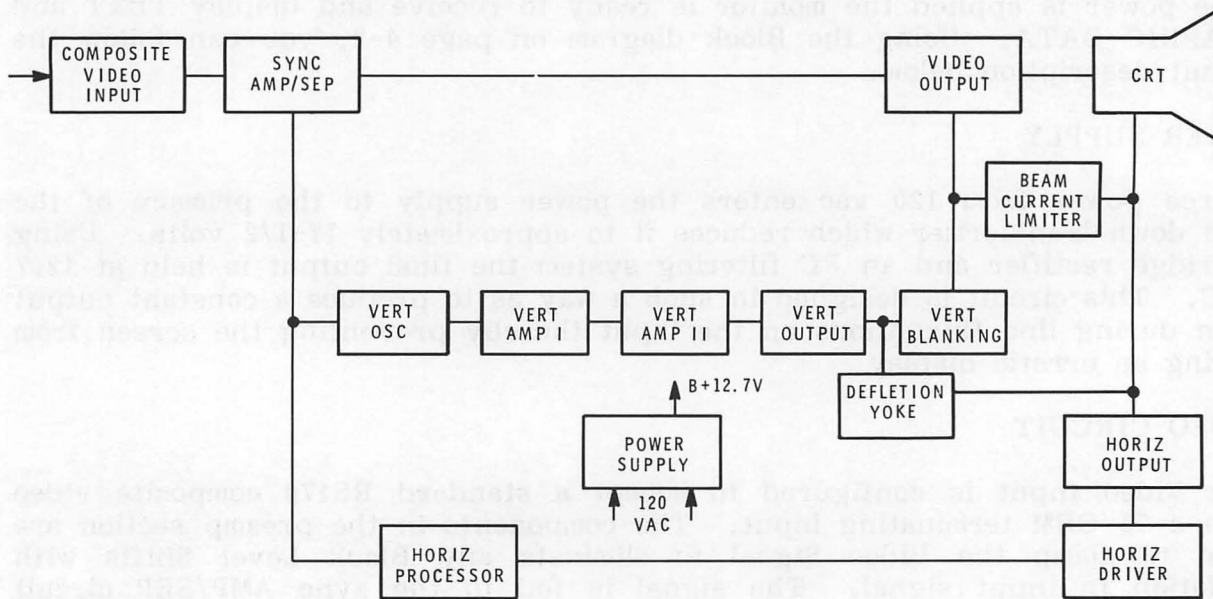 COMPOSITE
VIDEO
INPUT
SYNC
AMP/SEP
VIDEO
OUTPUT
CRT
BEAM
CURRENT
LIMITER
VERT
OSC
VERT
AMP
VERT
AMP
VERT
OUTPUT
VERT
BLANKING
B+12.7V
DEFLETION
YOKE
POWER
SUPPLY
HORIZ
OUTPUT
120
VAC
HORIZ
PROCESSOR
HORIZ
DRIVER